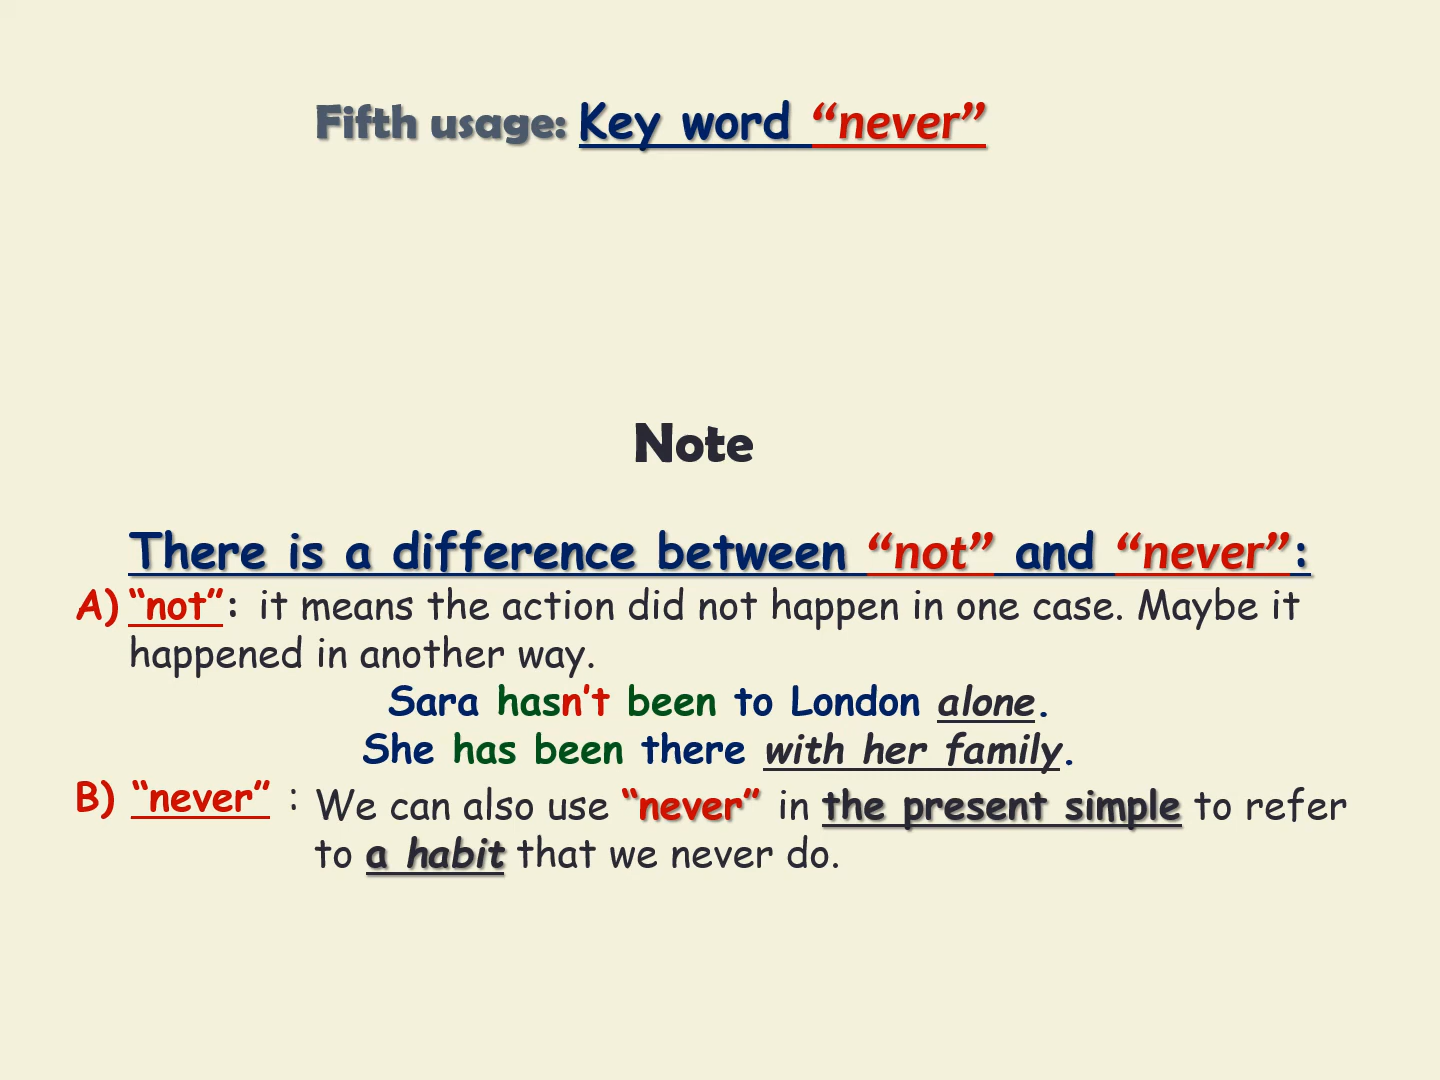 Fifth usage: Key word “never”
Note
There is a difference between “not” and “never”:
A) “not”: it means the action did not happen in one case. Maybe it
happened in another way.
Sara hasn’t been to London alone.
She has been there with her family.
B) “never” : We can also use “never” in the present simple to refer
to a habit that we never do.